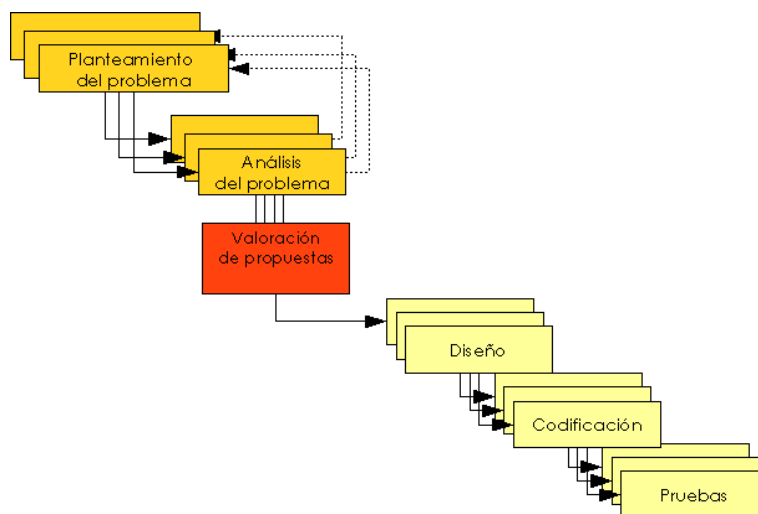 Planteamiento
del problema
Análisis
del problema
Valoración
de propuestas
Diseño
Codificación
Pruebas